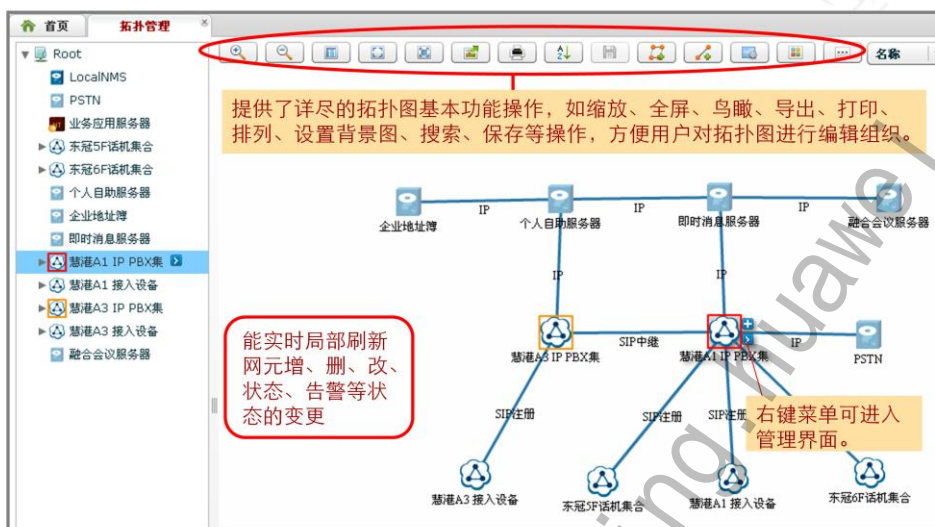 首页
拓扑管理
Root
LocalNMS
PSTN
业务应用服务器
东冠5F话机集合
东冠6F话机集合
个人自助服务器
企业地址簿
即时消息服务器
慧港A1 IP PBX集
慧港A1 接入设备
慧港A3 IP PBX集
慧港A3 接入设备
融合会议服务器
名称
提供了详尽的拓扑图基本功能操作，如缩放、全屏、鸟瞰、导出、打印、
排列、设置背景图、搜索、保存等操作，方便用户对拓扑图进行编辑组织。
企业地址簿
IP
个人自助服务器
IP
即时消息服务器
IP
融合会议服务器
IP
IP
能实时局部刷新
网元增、删、改、
状态、告警等状
态的变更
慧港A3 IP PBX集
SIP中继
慧港A1 IP PBX集
IP
PSTN
SIP注册
SIP注册
SIP注册
右键菜单可进入
管理界面。
慧港A3 接入设备
东冠5F话机集合
慧港A1 接入设备
东冠6F话机集合
ning.huawei